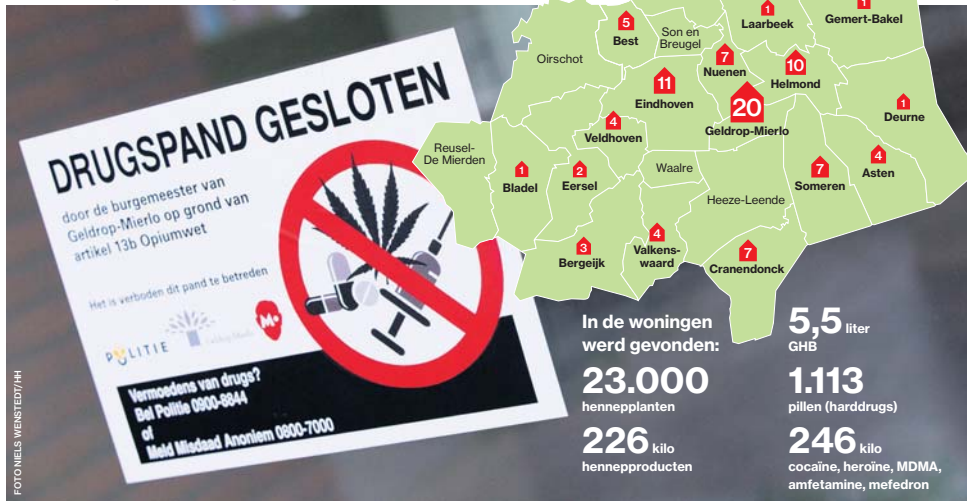 DRUGSPAND GESLOTEN
door de burgemeester van
Geldrop-Mierlo op grond van
artikel 13b Opiumwet
Het is verboden dit pand te betreden
POLITIE
Geldrop-Mierlo
M.
Vermoedens van drugs?
Bel Politie 0900-8844
of
Meld Misdaad Anoniem 0800-7000
FOTO NIELS WENSTEDT/HH
1
Laarbeek
1
Gemert-Bakel
5
Best
Son en
Breugel
Oirschot
7
Nuenen
10
Helmond
11
Eindhoven
20
Geldrop-Mierlo
1
Deurne
4
Veldhoven
Reusel-
De Mierden
1
Bladel
2
Eersel
Waalre
7
Someren
4
Asten
Heeze-Leende
3
Bergeijk
4
Valkens-
waard
7
Cranendonck
In de woningen
werd gevonden:
23.000
hennepplanten
226 kilo
hennepproducten
5,5 liter
GHB
1.113
pillen (harddrugs)
246 kilo
cocaïne, heroïne, MDMA,
amfetamine, mefedron